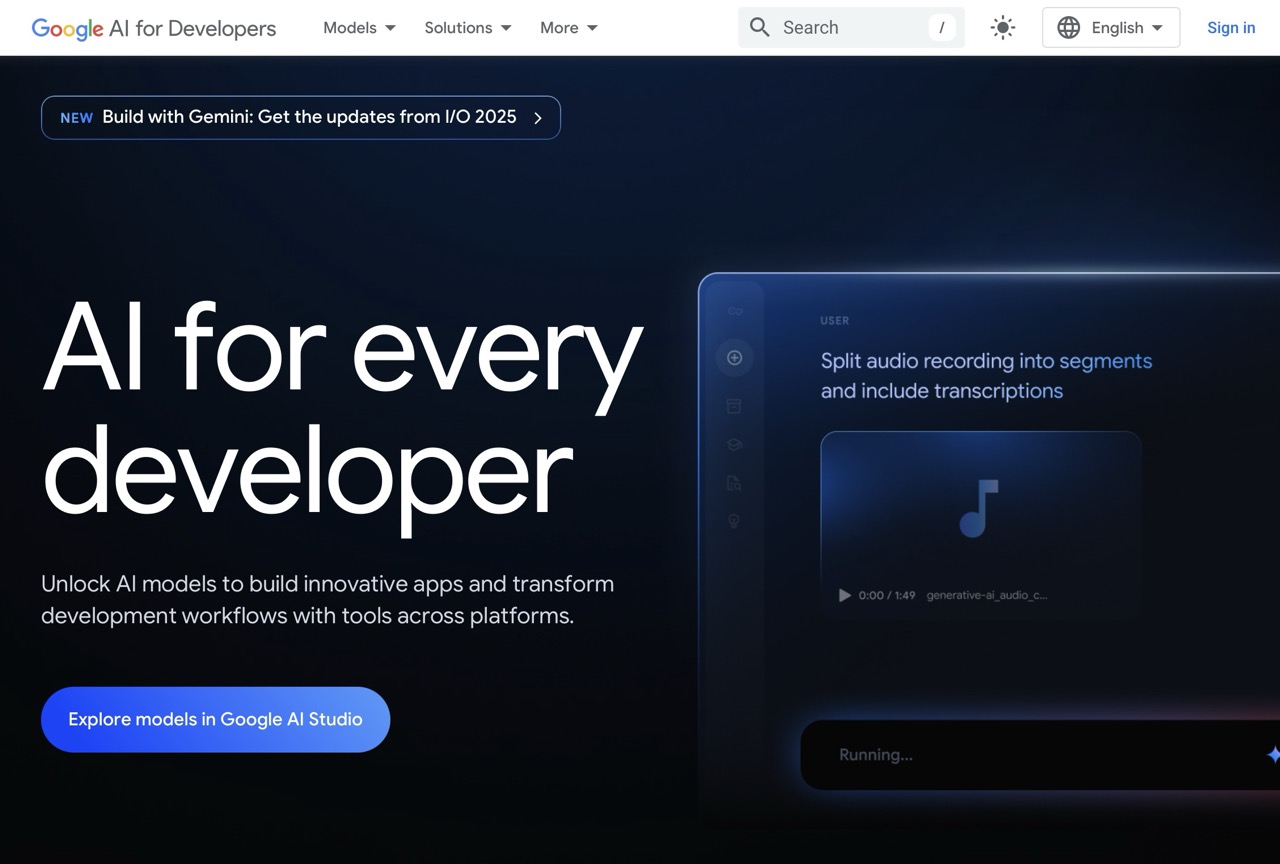 Google AI for Developers
Models
Solutions
More
Search
/
English
Sign in
NEW Build with Gemini: Get the updates from I/O 2025
AI for every
developer
Unlock AI models to build innovative apps and transform
development workflows with tools across platforms.
Explore models in Google AI Studio
USER
Split audio recording into segments
and include transcriptions
0:00 / 1:49 generative-ai_audio_c...
Running...